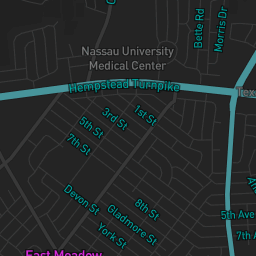 Bette Rd
Morris Dr
Nassau University
Medical Center
Hempstead Turnpike
1st St
3rd St
5th St
7th St
Devon St
8th St
Gladmore St
York St
5th Ave
7th A
East Meadow